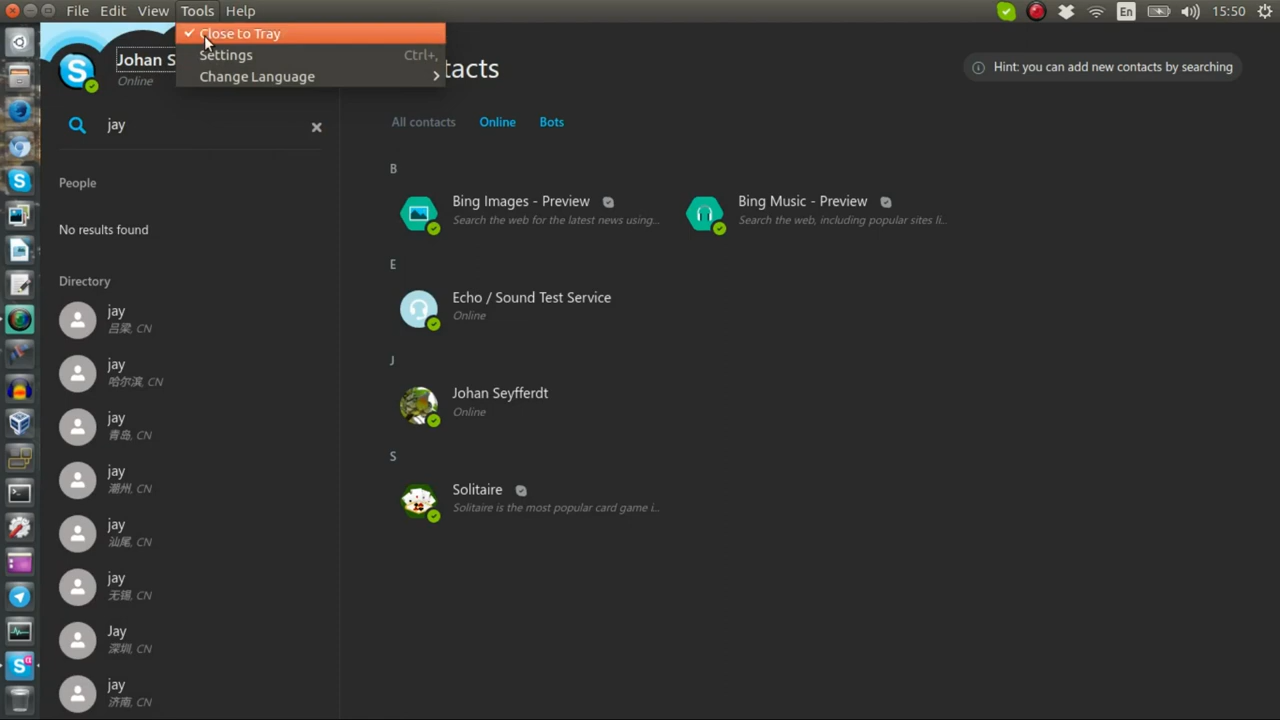 File Edit View Tools Help
En
15:50
Close to Tray
Settings Ctrl+,
Change Language
Johan S
Online
jay
People
No results found
Directory
jay
吕梁, CN
jay
哈尔滨, CN
jay
青岛, CN
jay
潮州, CN
jay
汕尾, CN
jay
无锡, CN
Jay
深圳, CN
jay
济南, CN
tacts
Hint: you can add new contacts by searching
All contacts Online Bots
B
Bing Images - Preview
Search the web for the latest news using...
Bing Music - Preview
Search the web, including popular sites li...
E
Echo / Sound Test Service
Online
J
Johan Seyfferdt
Online
S
Solitaire
Solitaire is the most popular card game i...